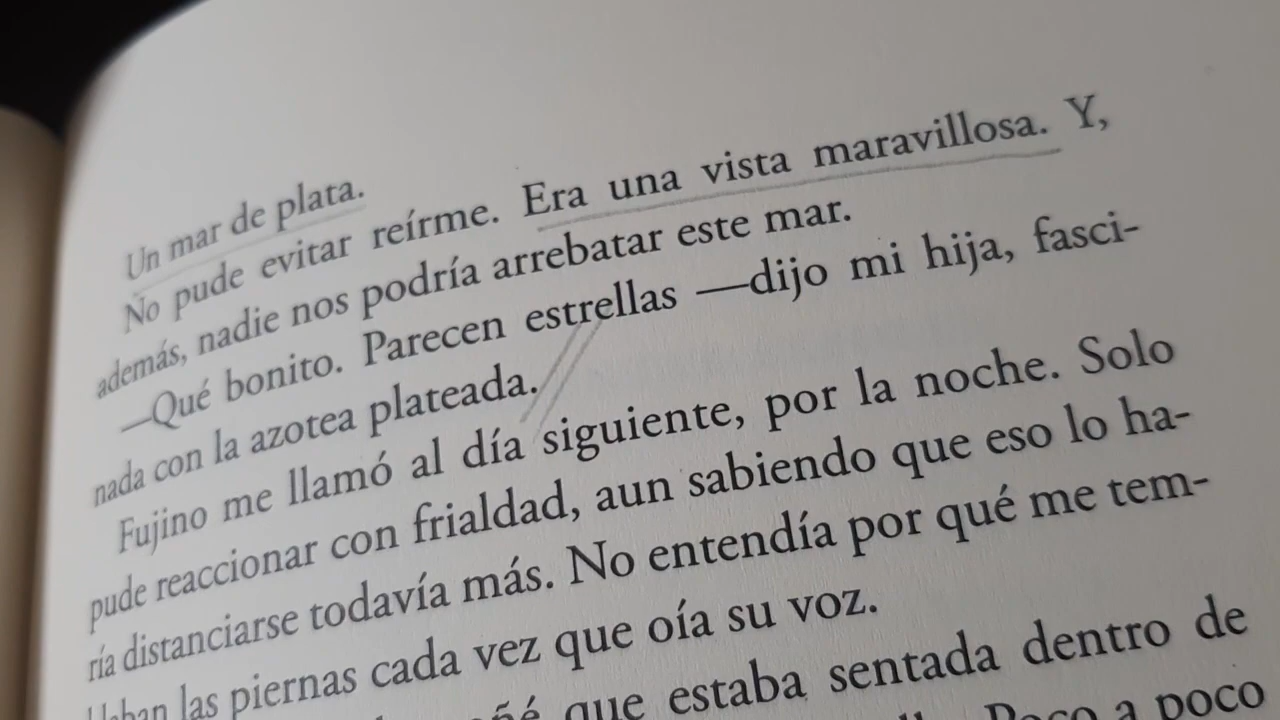 Un mar de plata.
No pude evitar reírme. Era una vista maravillosa. Y,
además, nadie nos podría arrebatar este mar.
—Qué bonito. Parecen estrellas —dijo mi hija, fasci-
nada con la azotea plateada.
Fujino me llamó al día siguiente, por la noche. Solo
pude reaccionar con frialdad, aun sabiendo que eso lo ha-
ría distanciarse todavía más. No entendía por qué me tem-
blaban las piernas cada vez que oía su voz.
que estaba sentada dentro de
Poco a poco